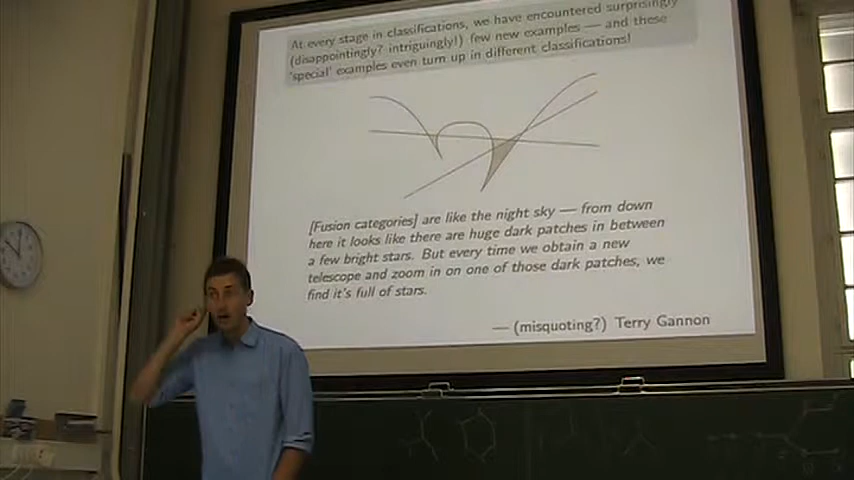 At every stage in classifications, we have encountered surprisingly
(disappointingly? intriguingly!) few new examples — and these
'special' examples even turn up in different classifications!
[Fusion categories] are like the night sky — from down
here it looks like there are huge dark patches in between
a few bright stars. But every time we obtain a new
telescope and zoom in on one of those dark patches, we
find it's full of stars.
— (misquoting?) Terry Gannon